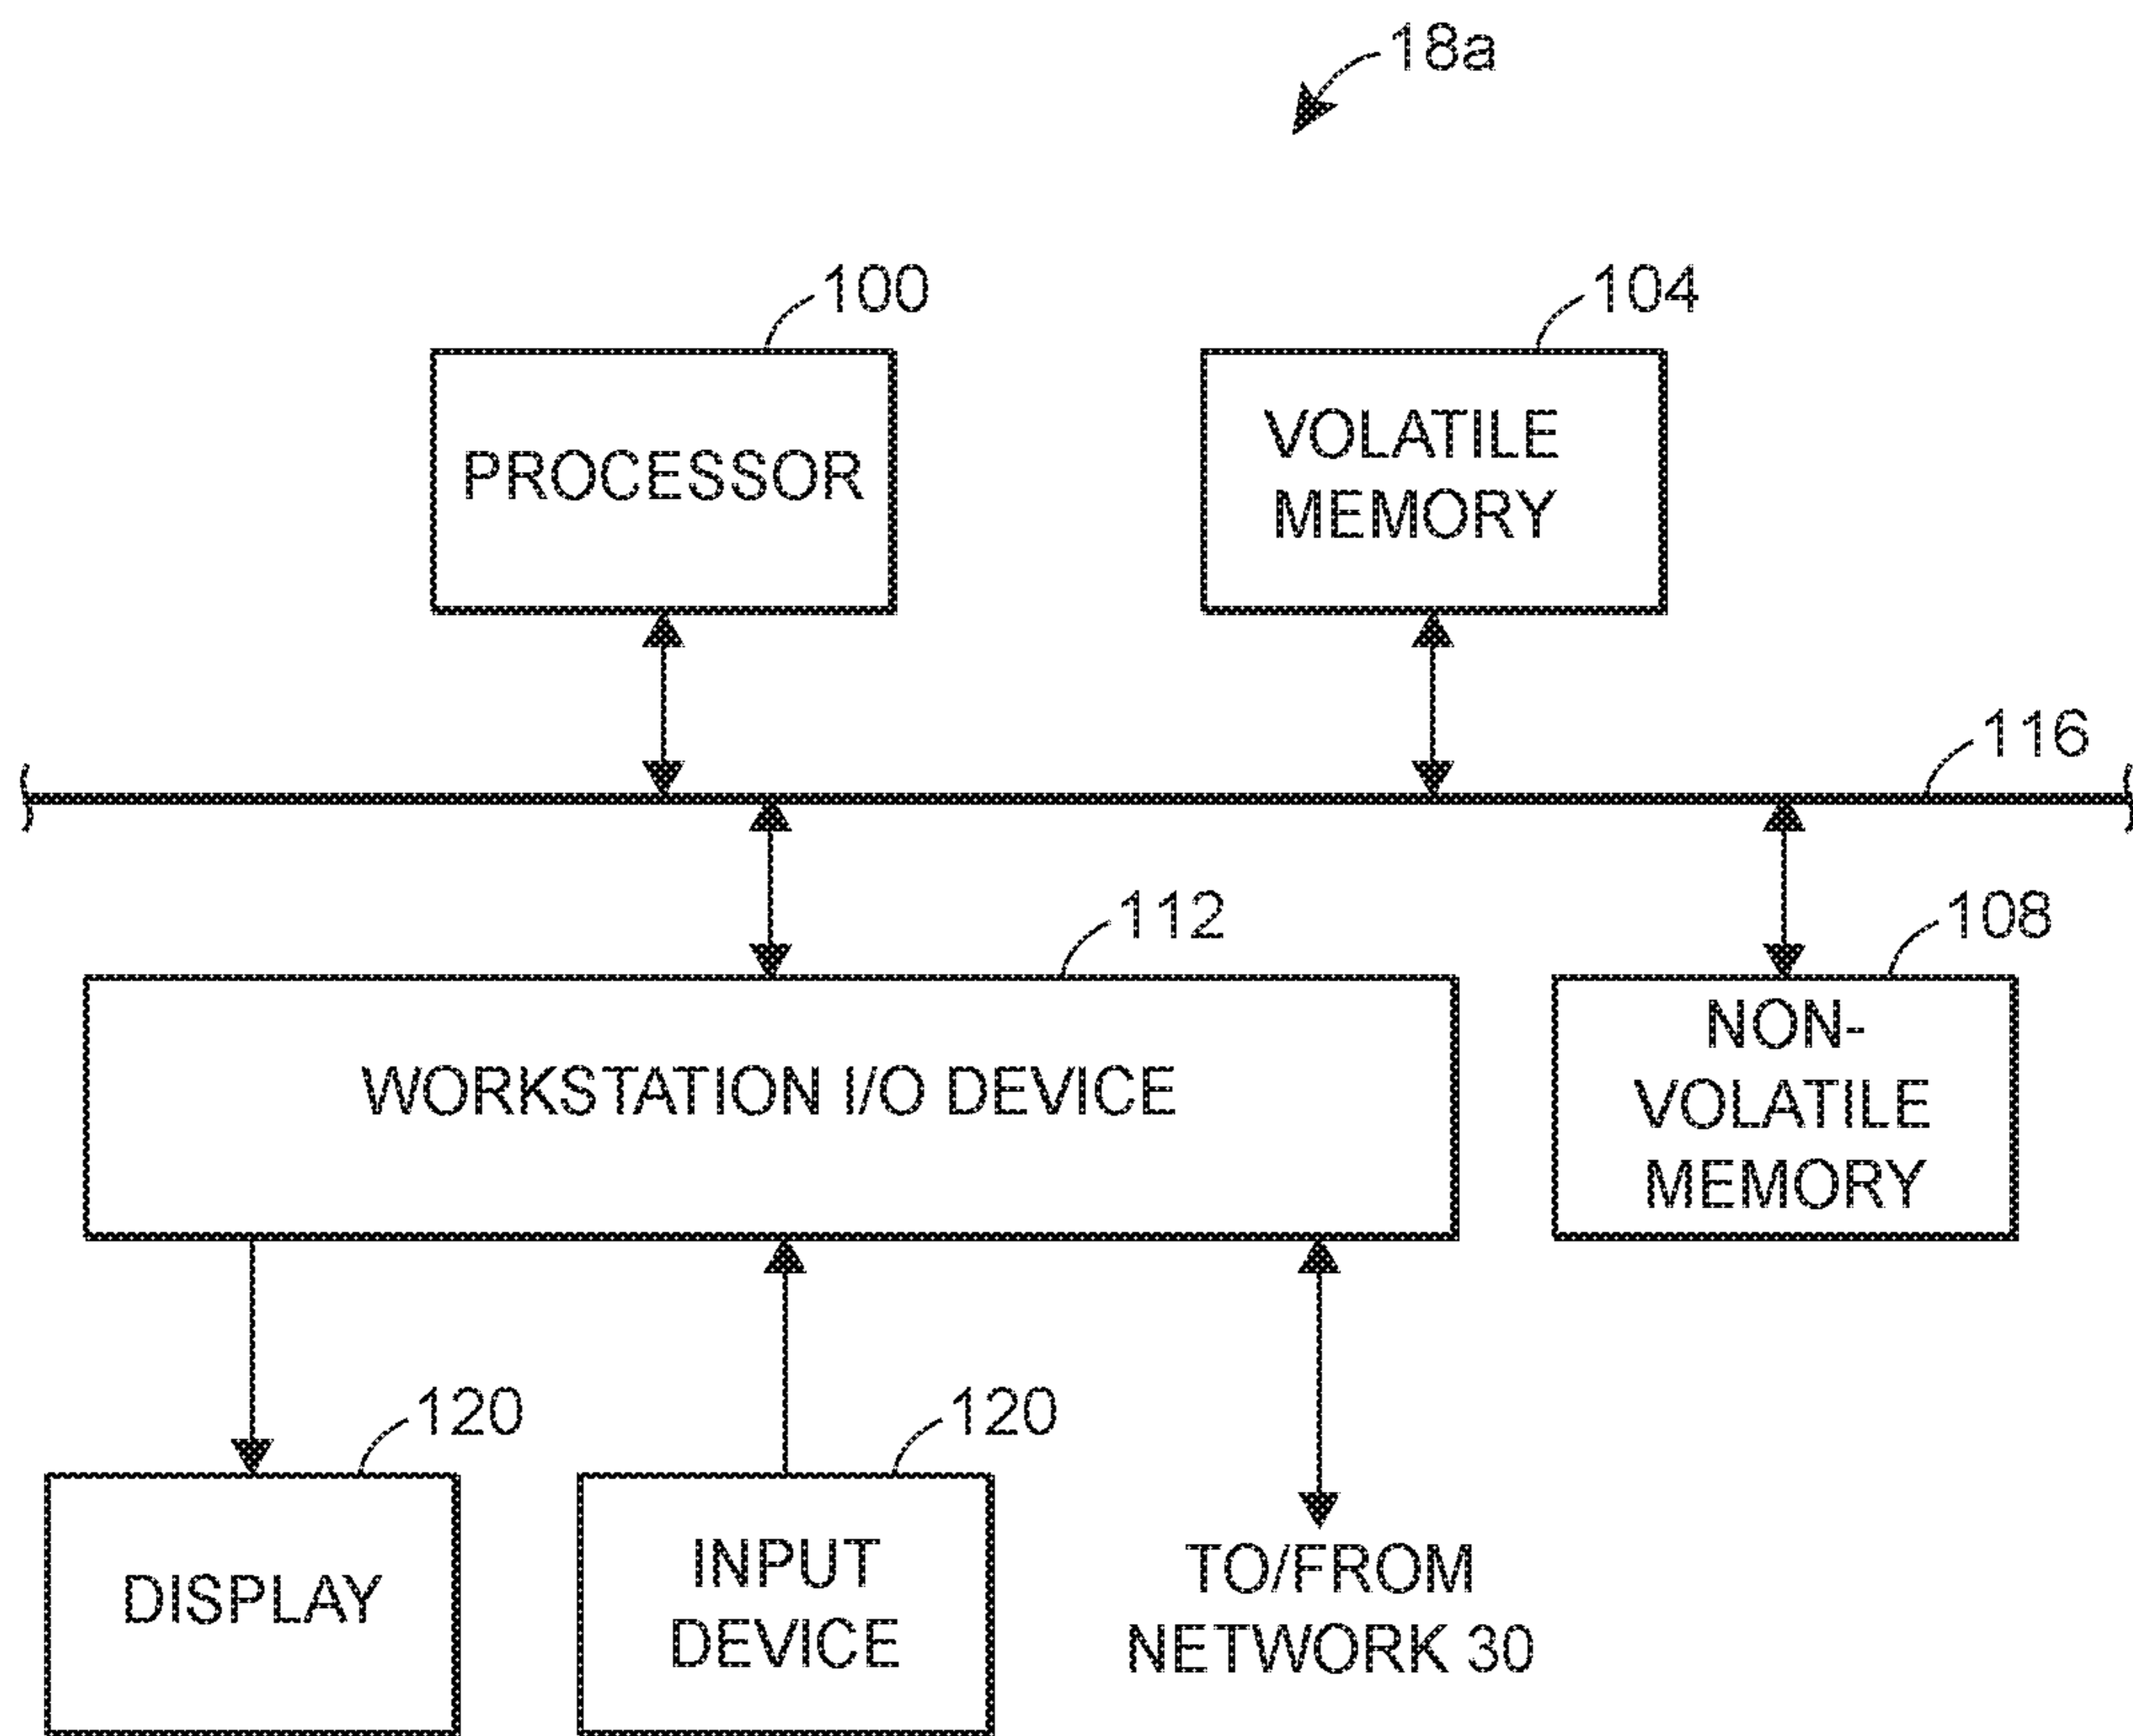 18a
100
104
PROCESSOR
VOLATILE
MEMORY
116
112
108
WORKSTATION I/O DEVICE
NON-
VOLATILE
MEMORY
120
120
DISPLAY
INPUT
DEVICE
TO/FROM
NETWORK 30